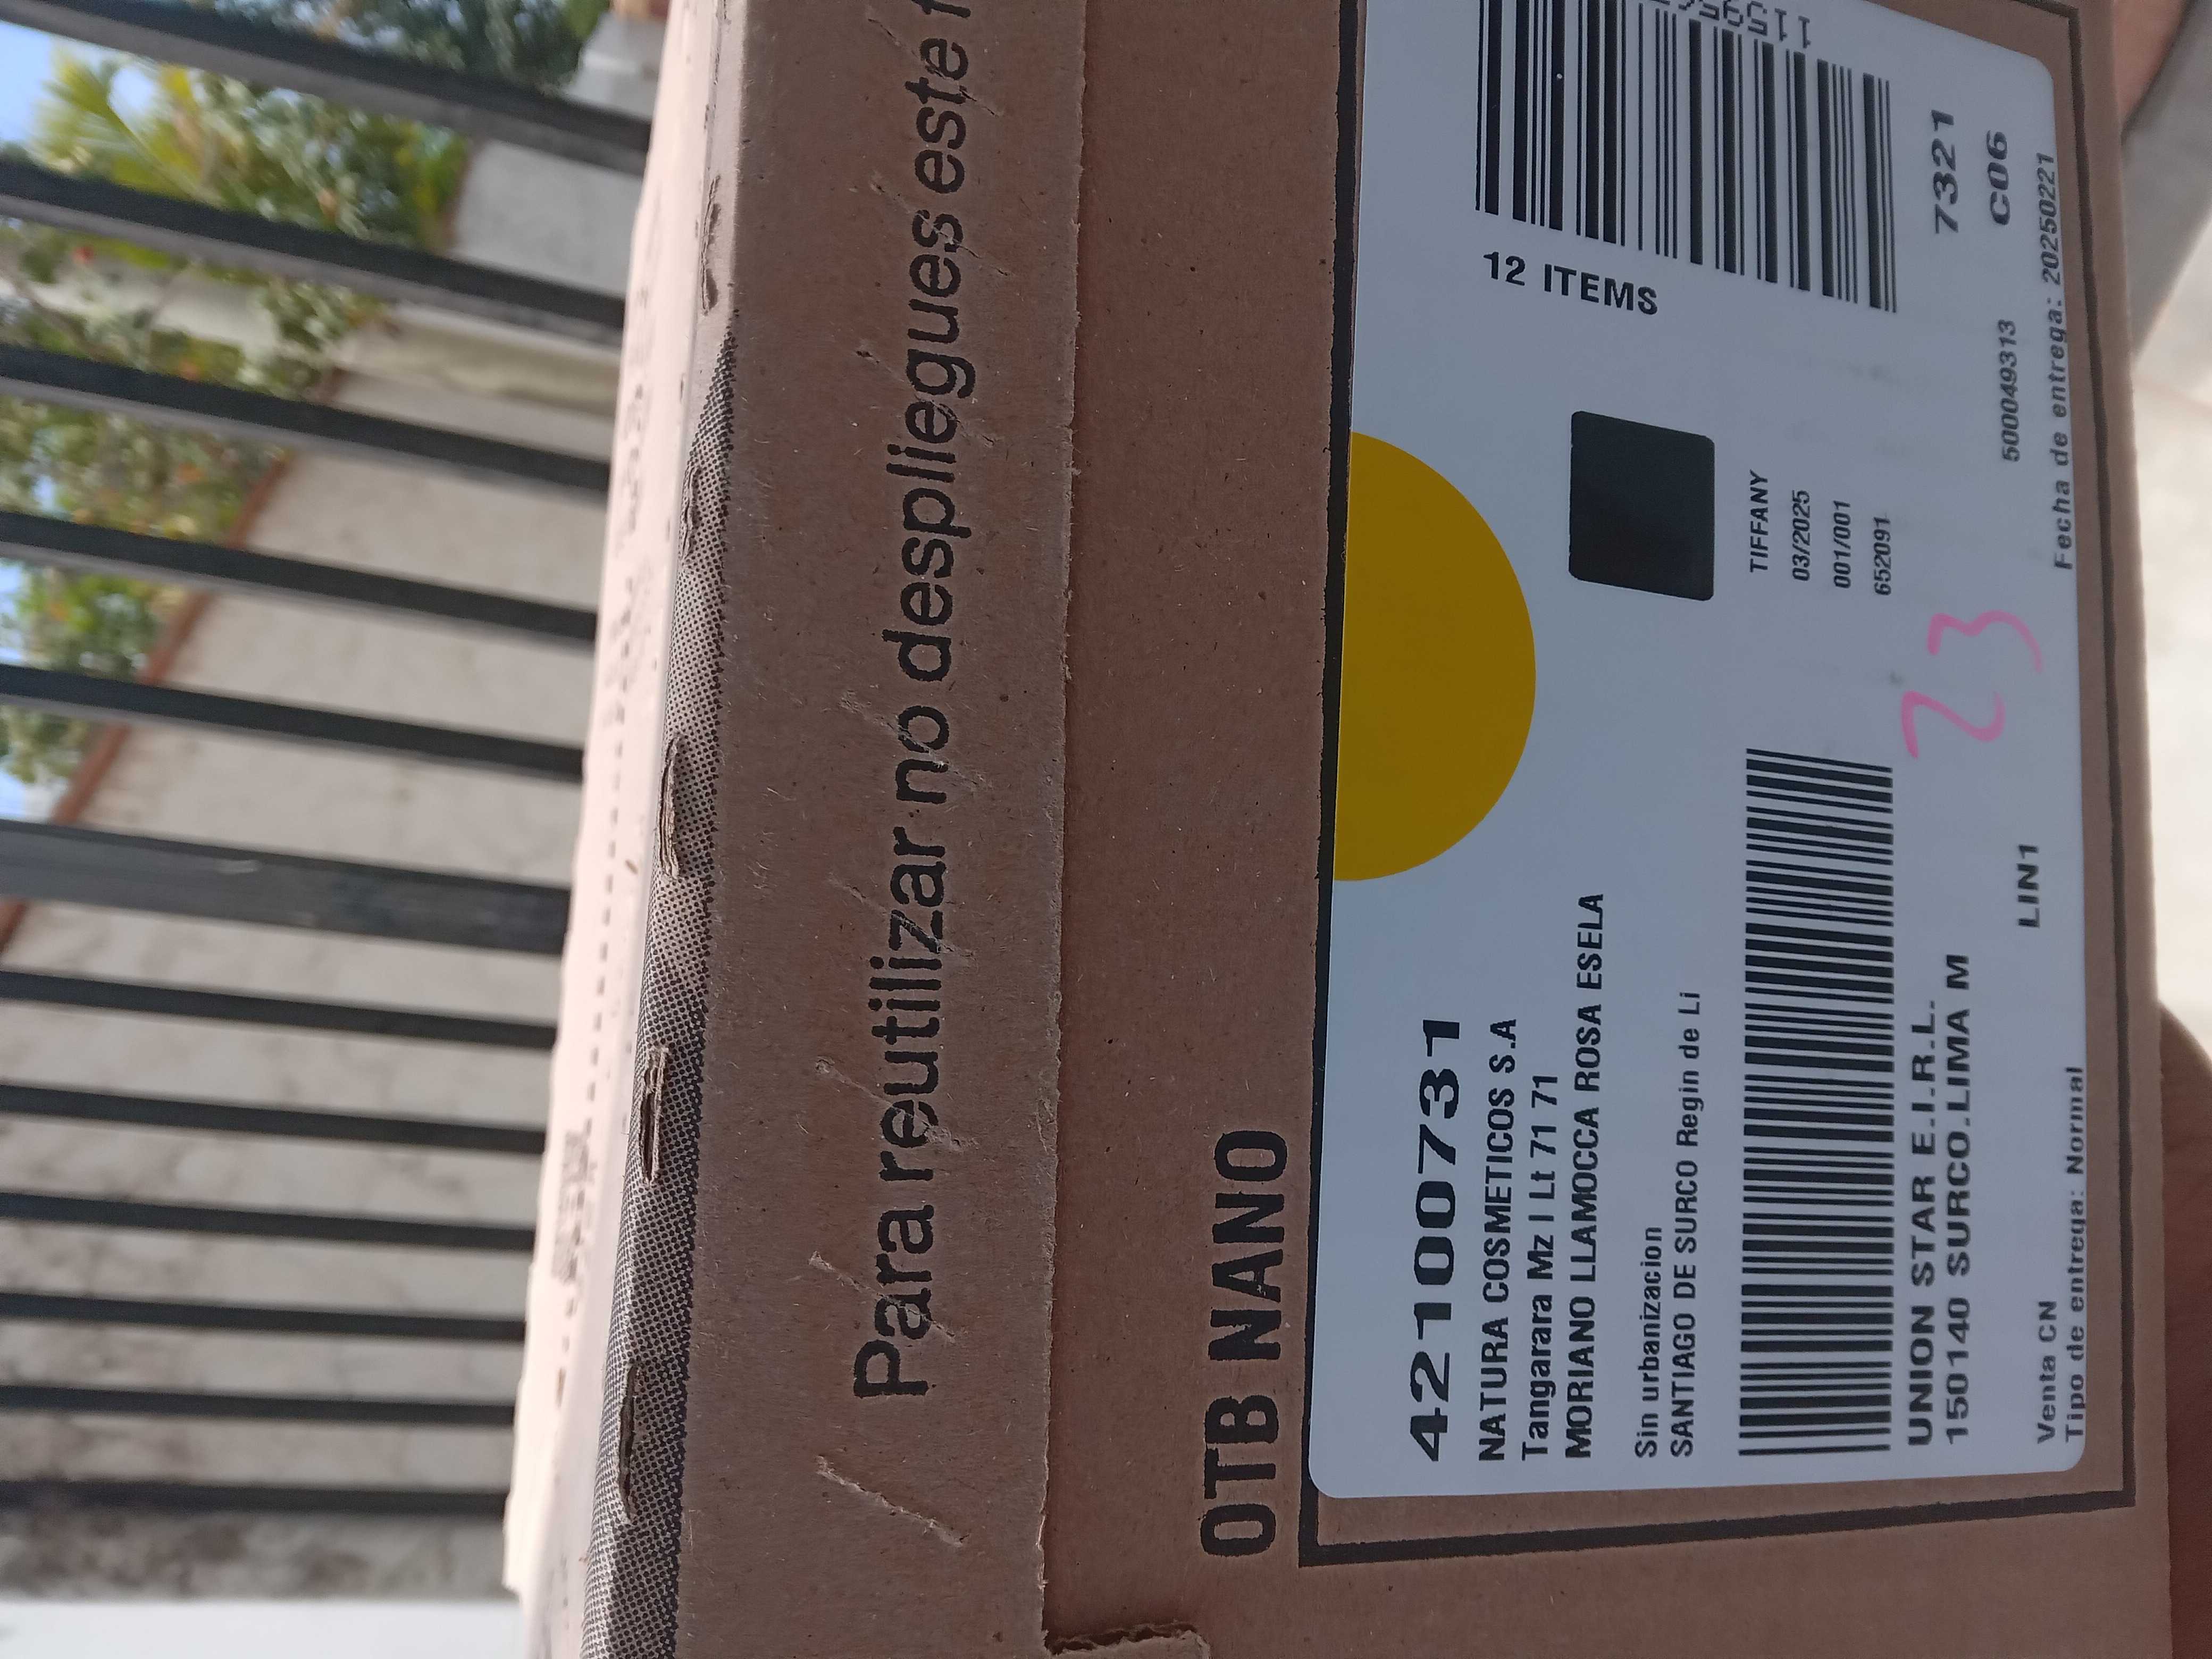 Para reutilizar no despliegues este
OTB NANO
42100731
NATURA COSMETICOS S.A
Tangarara Mz I Lt 71 71
MORIANO LLAMOCCA ROSA ESELA
Sin urbanizacion
SANTIAGO DE SURCO Regin de Li
UNION STAR E.I.R.L.
150140 SURCO.LIMA M
LIN1
Venta CN
Tipo de entrega: Normal
12 ITEMS
TIFFANY
03/2025
001/001
652091
23
7321
C06
5000493313
Fecha de entrega: 20250221